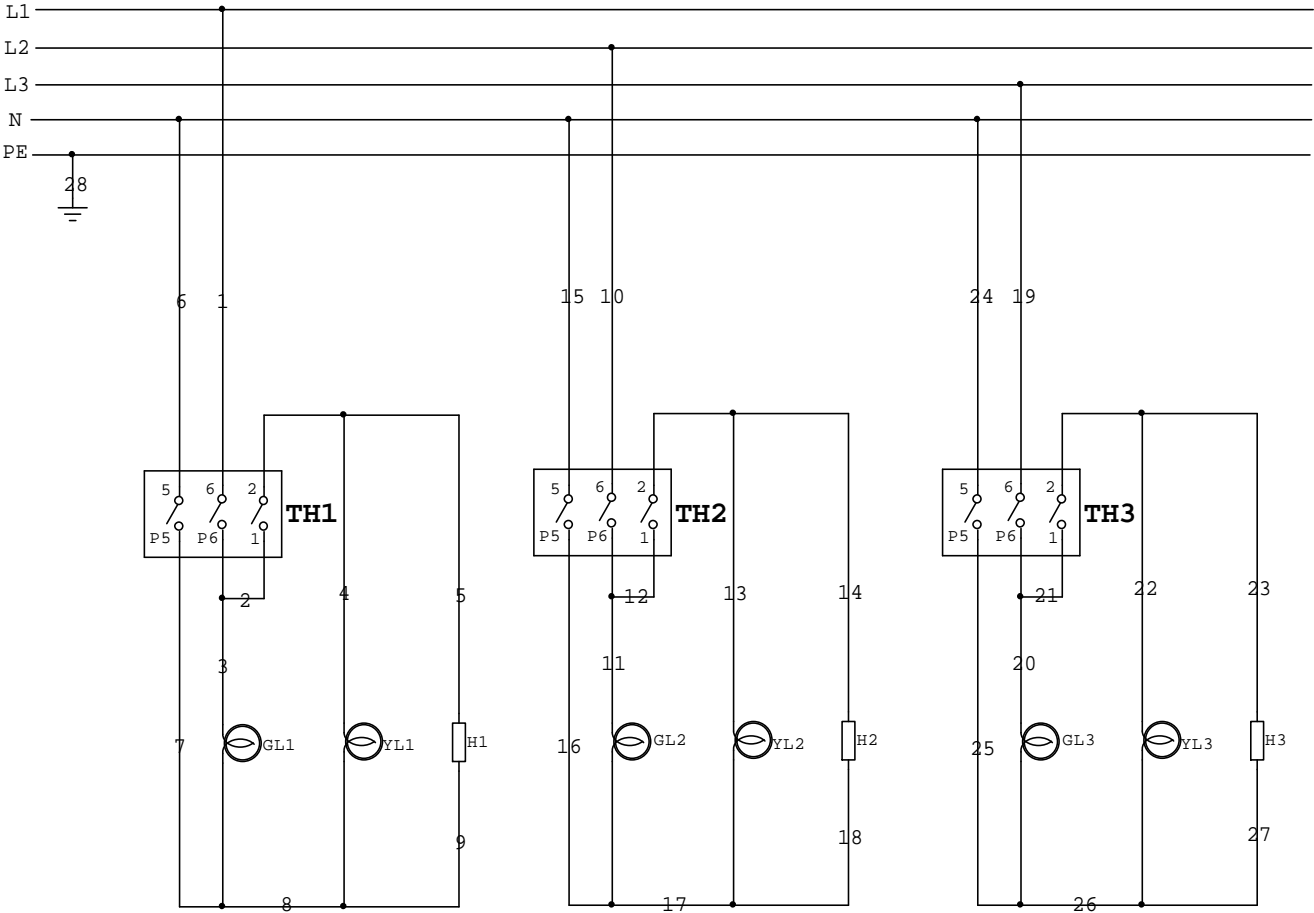 L1
L2
L3
N
PE
28
6 1 15 10 24 19
5 6 2 5 6 2 5 6 2
TH1 TH2 TH3
P5 P6 1 P5 P6 1 P5 P6 1
2 4 5 12 13 14 21 22 23
3 11 20
7 GL1 YL1 H1 16 GL2 YL2 H2 25 GL3 YL3 H3
9 18 27
8 17 26